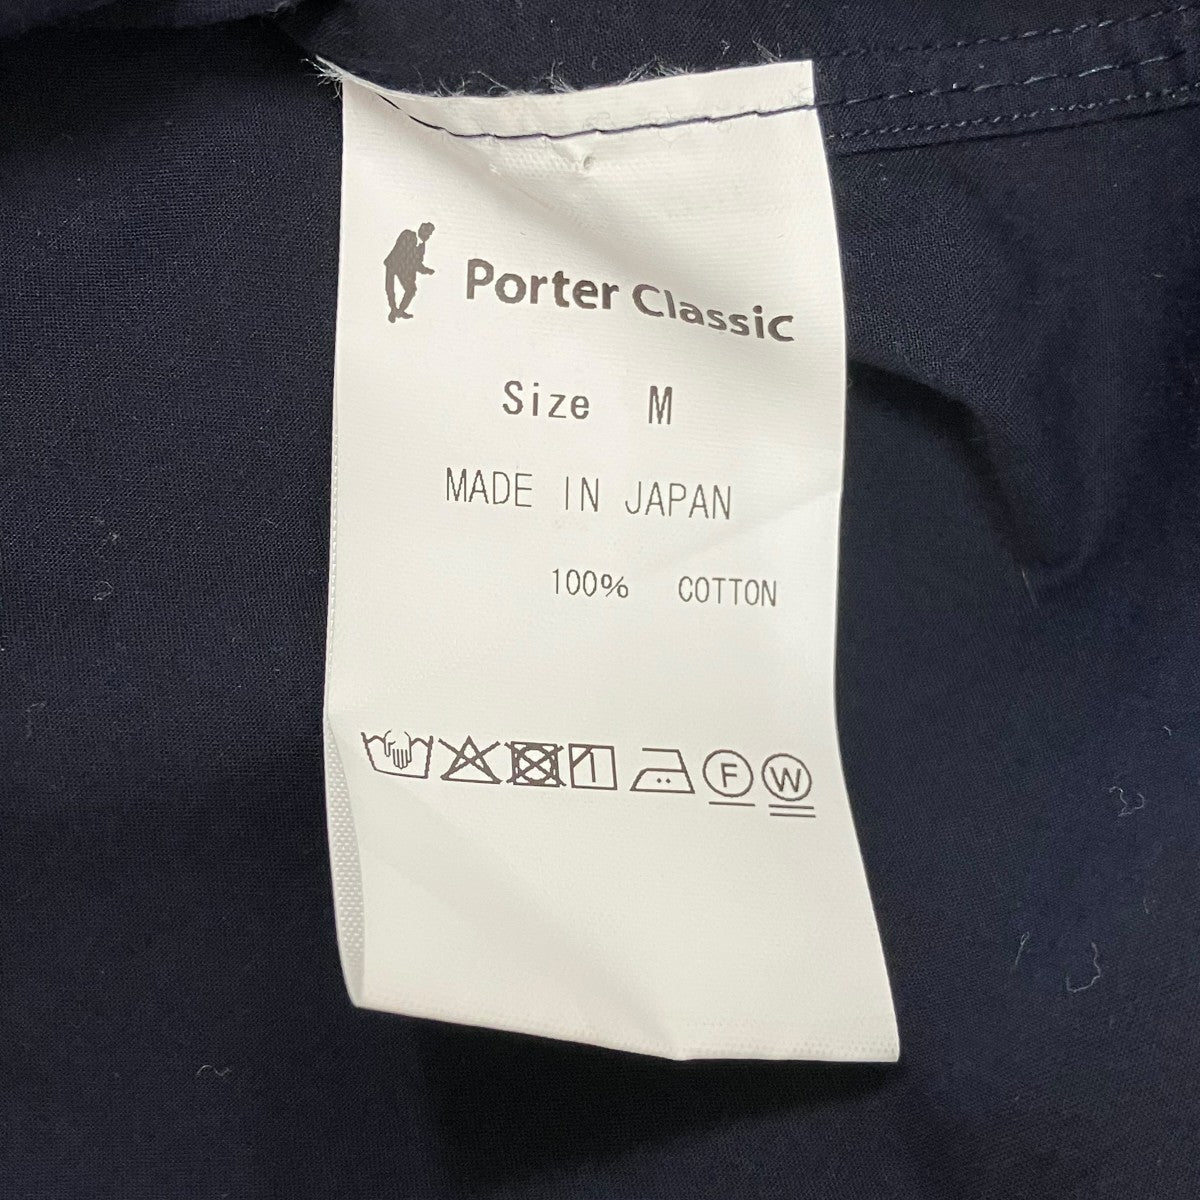 Porter Classic
Size M
MADE IN JAPAN
100% COTTON
F W